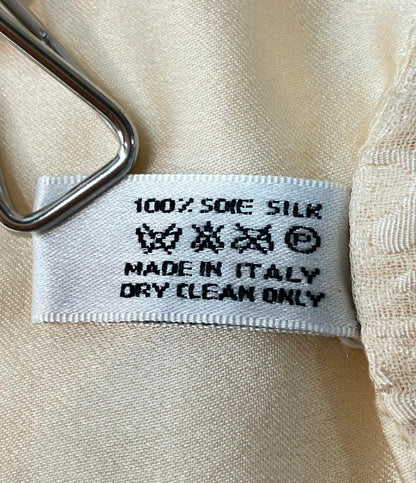 100% SOIE SILK
P
MADE IN ITALY
DRY CLEAN ONLY